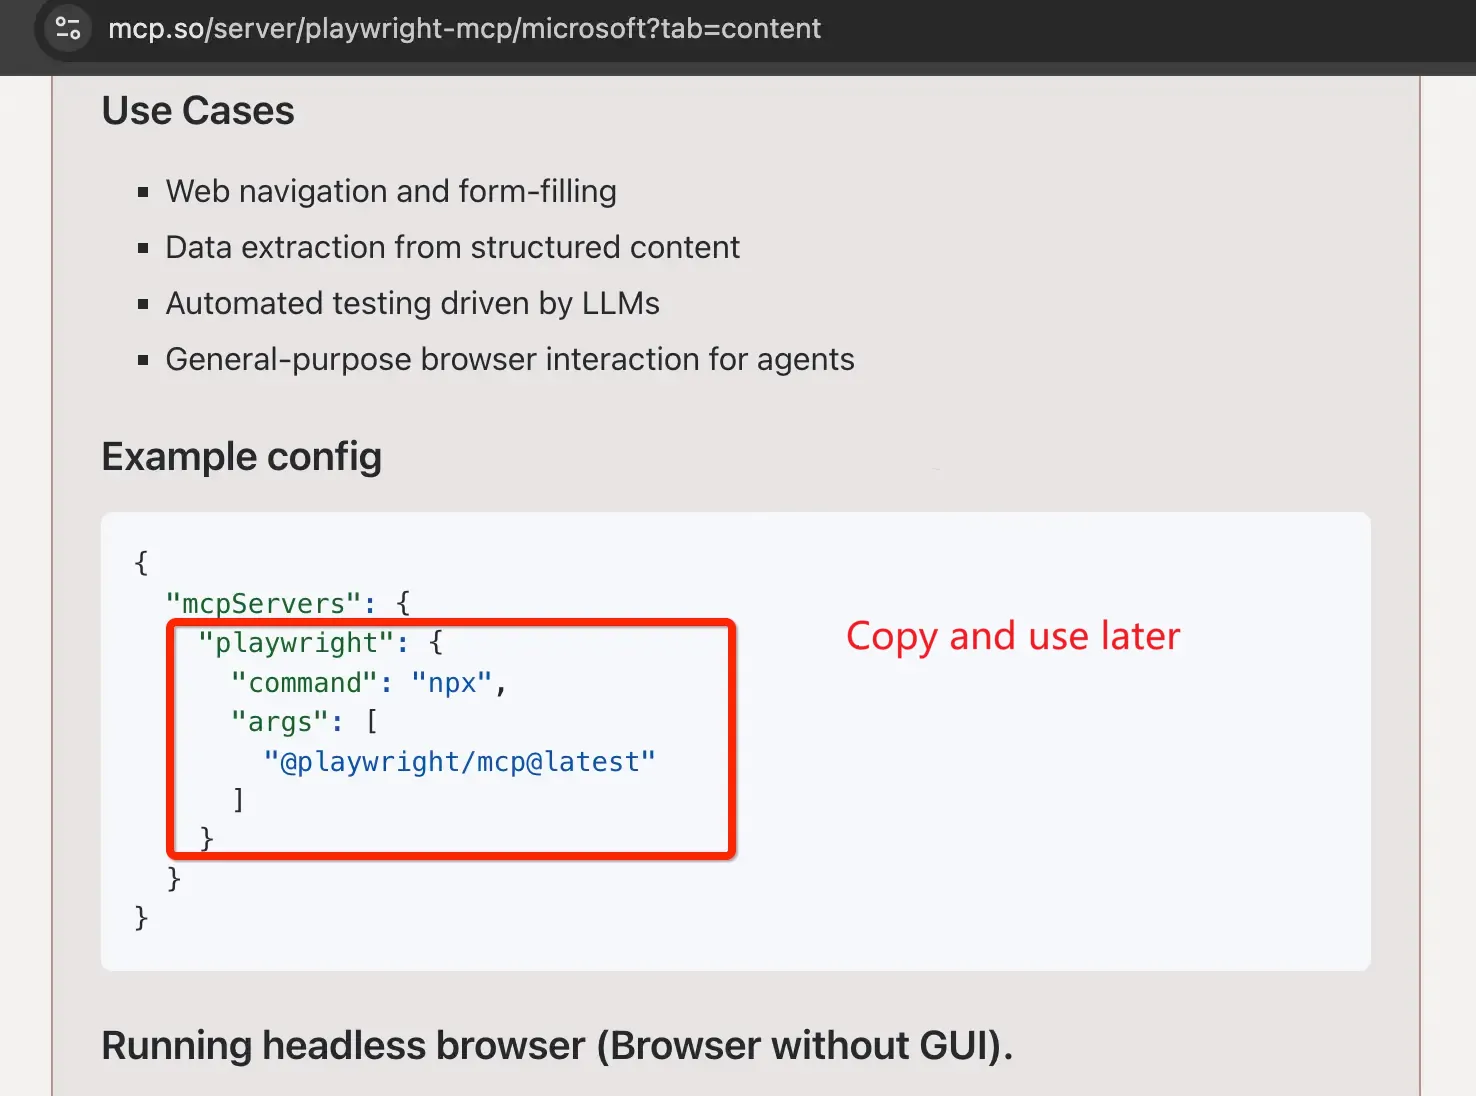 mcp.so/server/playwright-mcp/microsoft?tab=content
Use Cases
Web navigation and form-filling
Data extraction from structured content
Automated testing driven by LLMs
General-purpose browser interaction for agents
Example config
{
"mcpServers": {
"playwright": {
Copy and use later
"command": "npx",
"args": [
"@playwright/mcp@latest"
]
}
}
}
Running headless browser (Browser without GUI).